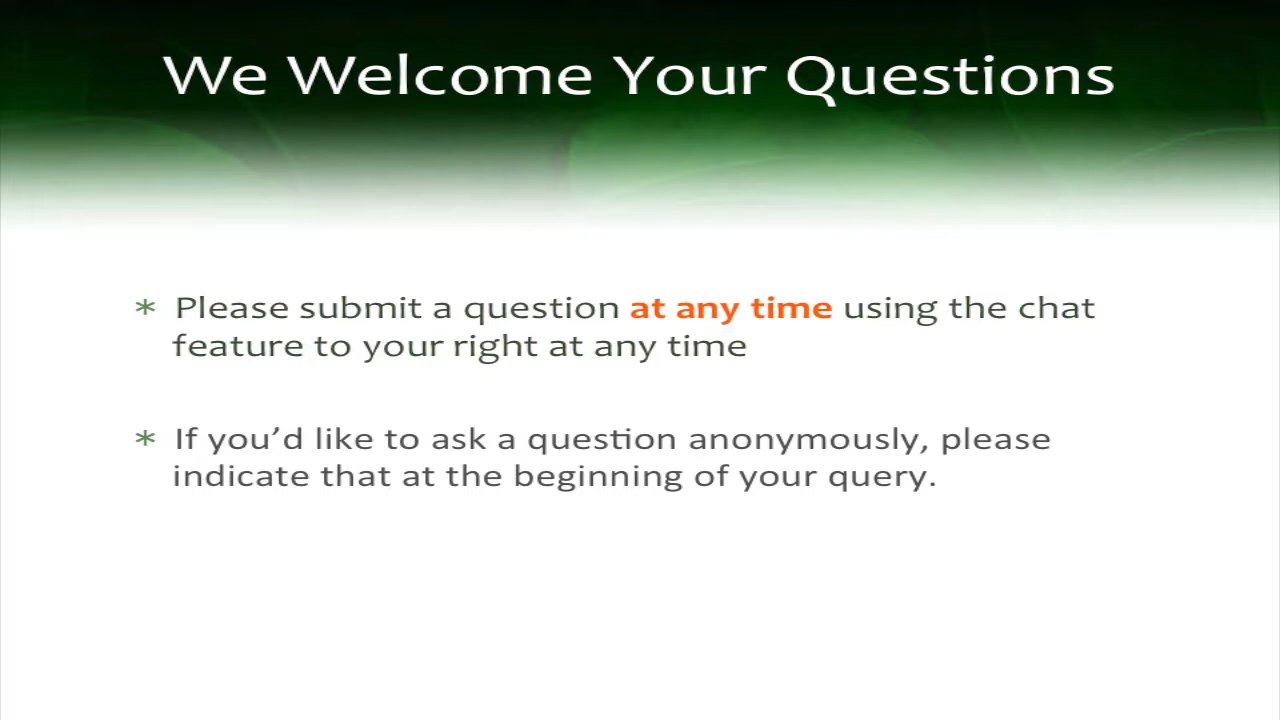 We Welcome Your Questions
* Please submit a question at any time using the chat
feature to your right at any time
* If you’d like to ask a question anonymously, please
indicate that at the beginning of your query.